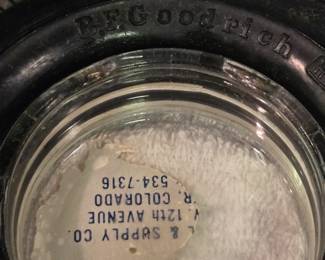 B.F.Goodrich
L & SUPPLY CO.
. 12th AVENUE
R, COLORADO
534-7316